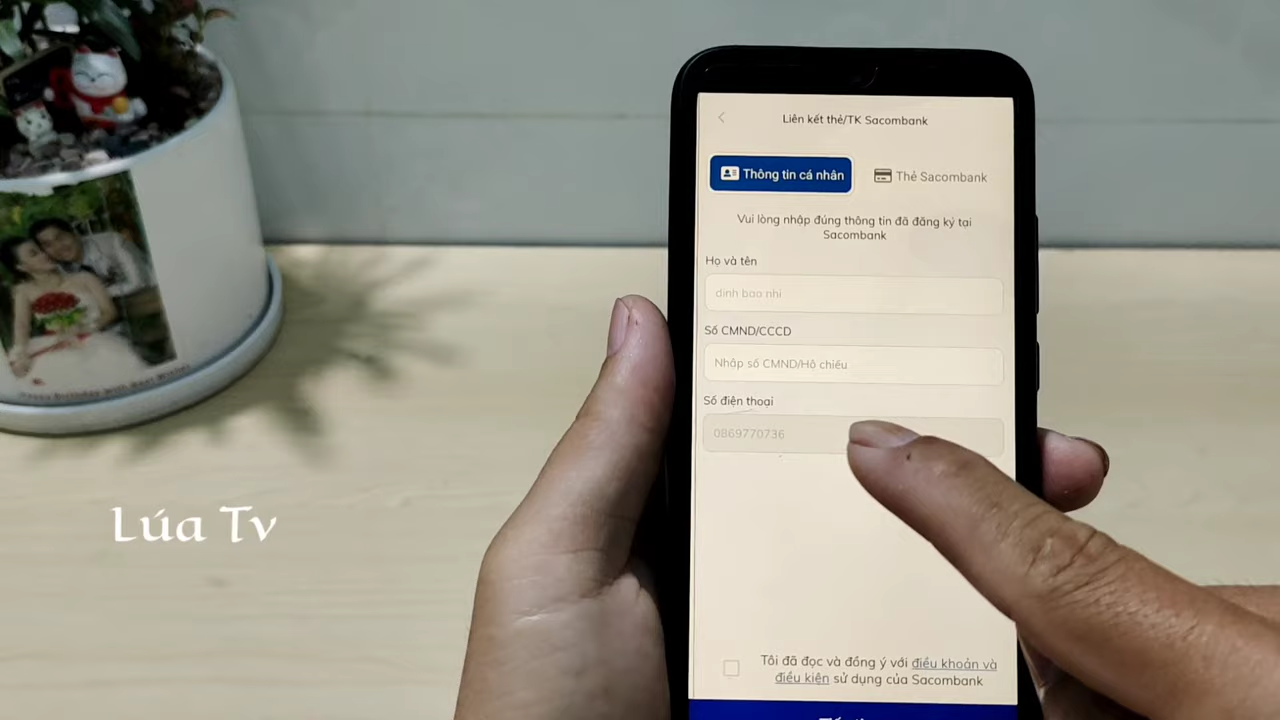 Liên kết thẻ/TK Sacombank
Thông tin cá nhân
Thẻ Sacombank
Vui lòng nhập đúng thông tin đã đăng ký tại
Sacombank
Họ và tên
dinh bao nhi
Số CMND/CCCD
Nhập số CMND/Hộ chiếu
Số điện thoại
0869770736
Lúa Tv
Tôi đã đọc và đồng ý với điều khoản và
điều kiện sử dụng của Sacombank